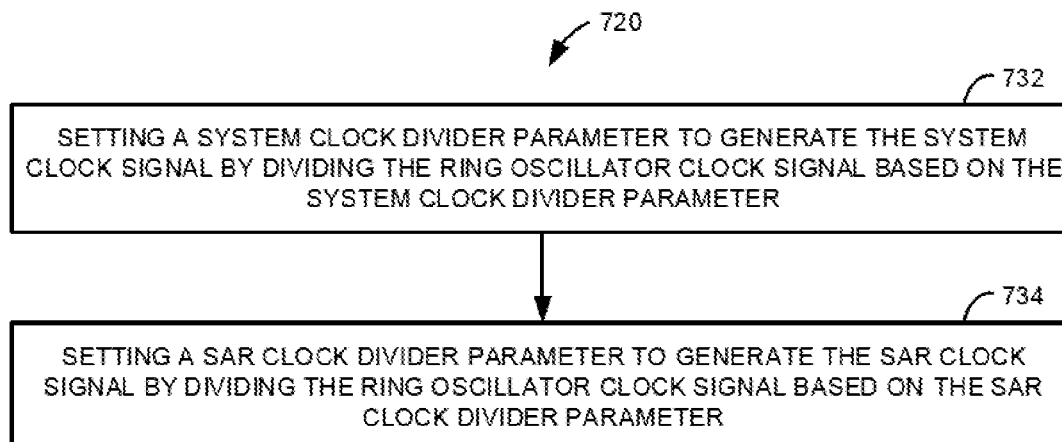 720
732
SETTING A SYSTEM CLOCK DIVIDER PARAMETER TO GENERATE THE SYSTEM
CLOCK SIGNAL BY DIVIDING THE RING OSCILLATOR CLOCK SIGNAL BASED ON THE
SYSTEM CLOCK DIVIDER PARAMETER
734
SETTING A SAR CLOCK DIVIDER PARAMETER TO GENERATE THE SAR CLOCK
SIGNAL BY DIVIDING THE RING OSCILLATOR CLOCK SIGNAL BASED ON THE SAR
CLOCK DIVIDER PARAMETER